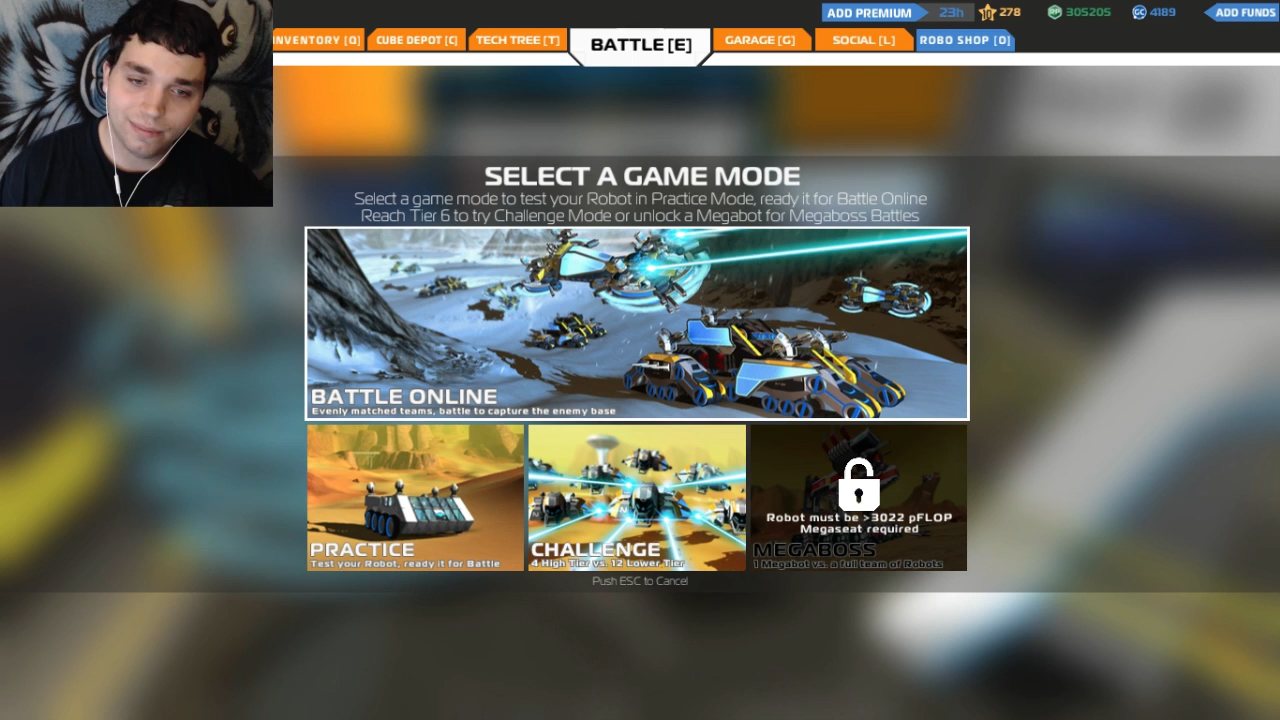 ADD PREMIUM 23h 278 RP 305205 GC 4189 ADD FUNDS
INVENTORY [Q] CUBE DEPOT [C] TECH TREE [T] BATTLE [E] GARAGE [G] SOCIAL [L] ROBO SHOP [O]
SELECT A GAME MODE
Select a game mode to test your Robot in Practice Mode, ready it for Battle Online
Reach Tier 6 to try Challenge Mode or unlock a Megabot for Megaboss Battles
BATTLE ONLINE
Evenly matched teams, battle to capture the enemy base
PRACTICE
Test your Robot, ready it for Battle
CHALLENGE
4 High Tier vs. 12 Lower Tier
Robot must be >3022 pFLOP
Megaseat required
MEGABOSS
1 Megabot vs. a full team of Robots
Push ESC to Cancel